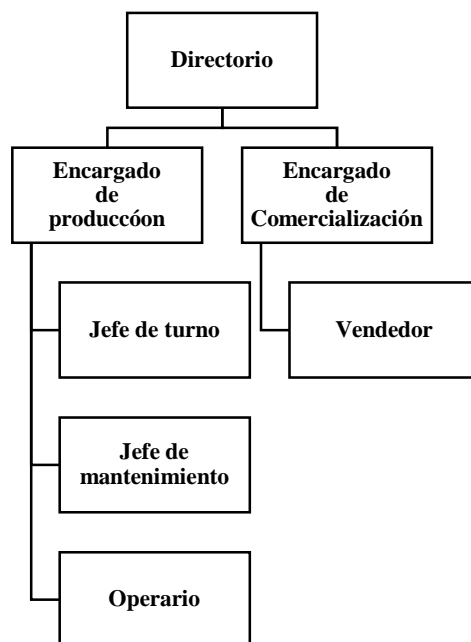 Directorio
Encargado
de
produccóon
Encargado
de
Comercialización
Jefe de turno
Vendedor
Jefe de
mantenimiento
Operario